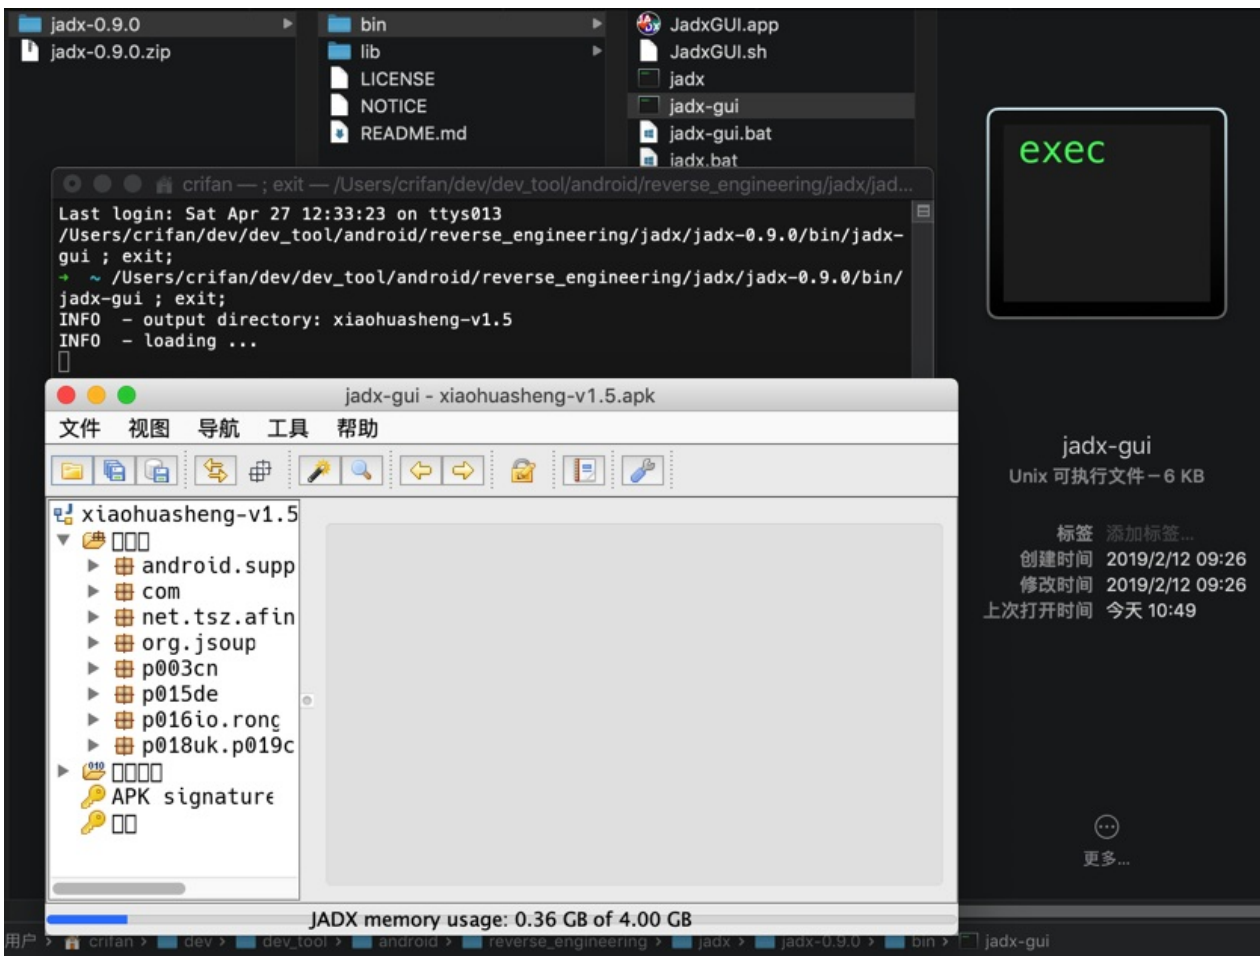 jadx-0.9.0
jadx-0.9.0.zip
bin
lib
LICENSE
NOTICE
README.md
JadxGUI.app
JadxGUI.sh
jadx
jadx-gui
jadx-gui.bat
jadx.bat
exec
crifan — ; exit — /Users/crifan/dev/dev_tool/android/reverse_engineering/jadx/jad...
Last login: Sat Apr 27 12:33:23 on ttys013
/Users/crifan/dev/dev_tool/android/reverse_engineering/jadx/jadx-0.9.0/bin/jadx-
gui ; exit;
→ ~ /Users/crifan/dev/dev_tool/android/reverse_engineering/jadx/jadx-0.9.0/bin/
jadx-gui ; exit;
INFO - output directory: xiaohuasheng-v1.5
INFO - loading ...
jadx-gui - xiaohuasheng-v1.5.apk
文件 视图 导航 工具 帮助
xiaohuasheng-v1.5
□□□
android.supp
com
net.tsz.afin
org.jsoup
p003cn
p015de
p016io.rong
p018uk.p019c
□□□□
APK signature
□□
JADX memory usage: 0.36 GB of 4.00 GB
jadx-gui
Unix 可执行文件 – 6 KB
标签 添加标签...
创建时间 2019/2/12 09:26
修改时间 2019/2/12 09:26
上次打开时间 今天 10:49
更多...
用户 › crifan › dev › dev_tool › android › reverse_engineering › jadx › jadx-0.9.0 › bin › jadx-gui